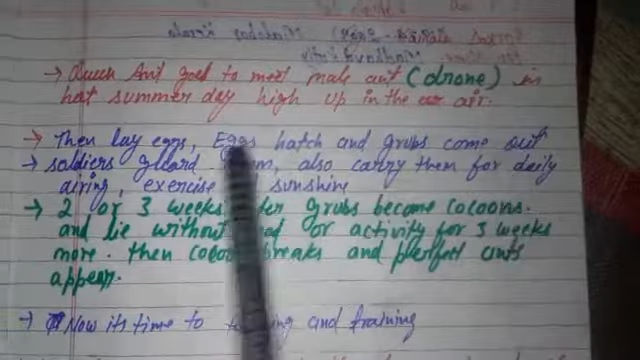 → Queen Ant goes to meet male ant (drone) in
hot summer day high up in the air.
→ Then lay eggs, Eggs hatch and grubs come out
→ soldiers guard them, also carry them for daily
airing, exercise sunshine
→ 2 or 3 weeks grubs become cocoons.
and lie without or activity for 3 weeks
more. then breaks and perfect ants
appear.
→ Now its time to and training